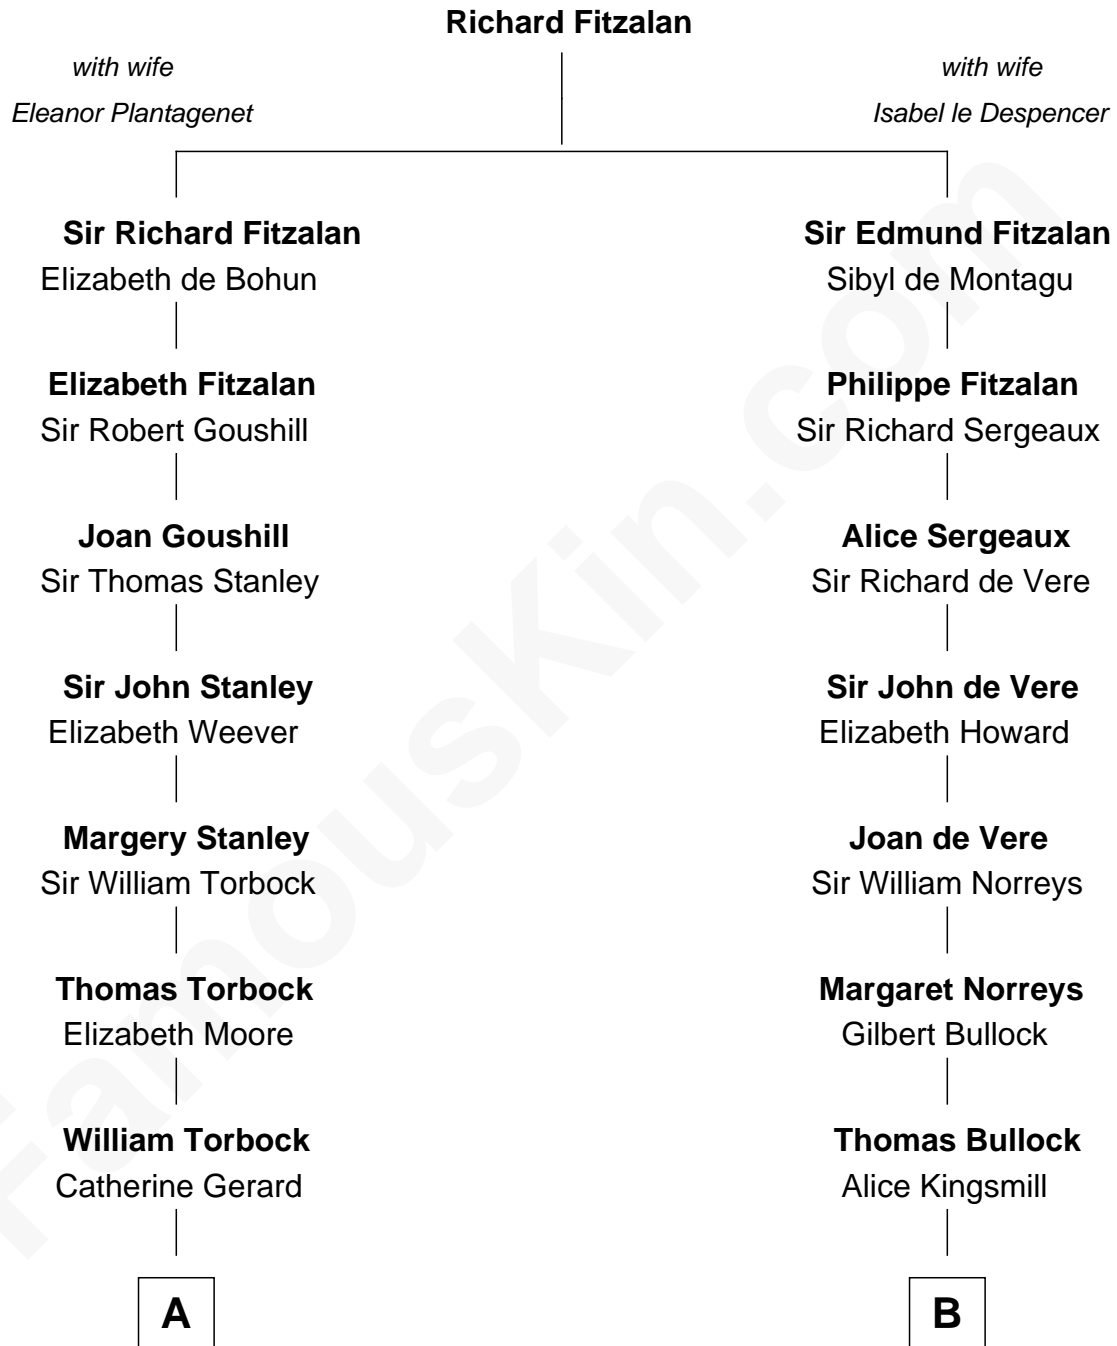 Richard Fitzalan
with wife
Eleanor Plantagenet
with wife
Isabel le Despencer
Sir Richard Fitzalan
Elizabeth de Bohun
Sir Edmund Fitzalan
Sibyl de Montagu
Elizabeth Fitzalan
Sir Robert Goushill
Philippe Fitzalan
Sir Richard Sergeaux
Joan Goushill
Sir Thomas Stanley
Alice Sergeaux
Sir Richard de Vere
Sir John Stanley
Elizabeth Weever
Sir John de Vere
Elizabeth Howard
Margery Stanley
Sir William Torbock
Joan de Vere
Sir William Norreys
Thomas Torbock
Elizabeth Moore
Margaret Norreys
Gilbert Bullock
William Torbock
Catherine Gerard
Thomas Bullock
Alice Kingsmill
A
B
FamousKin.com